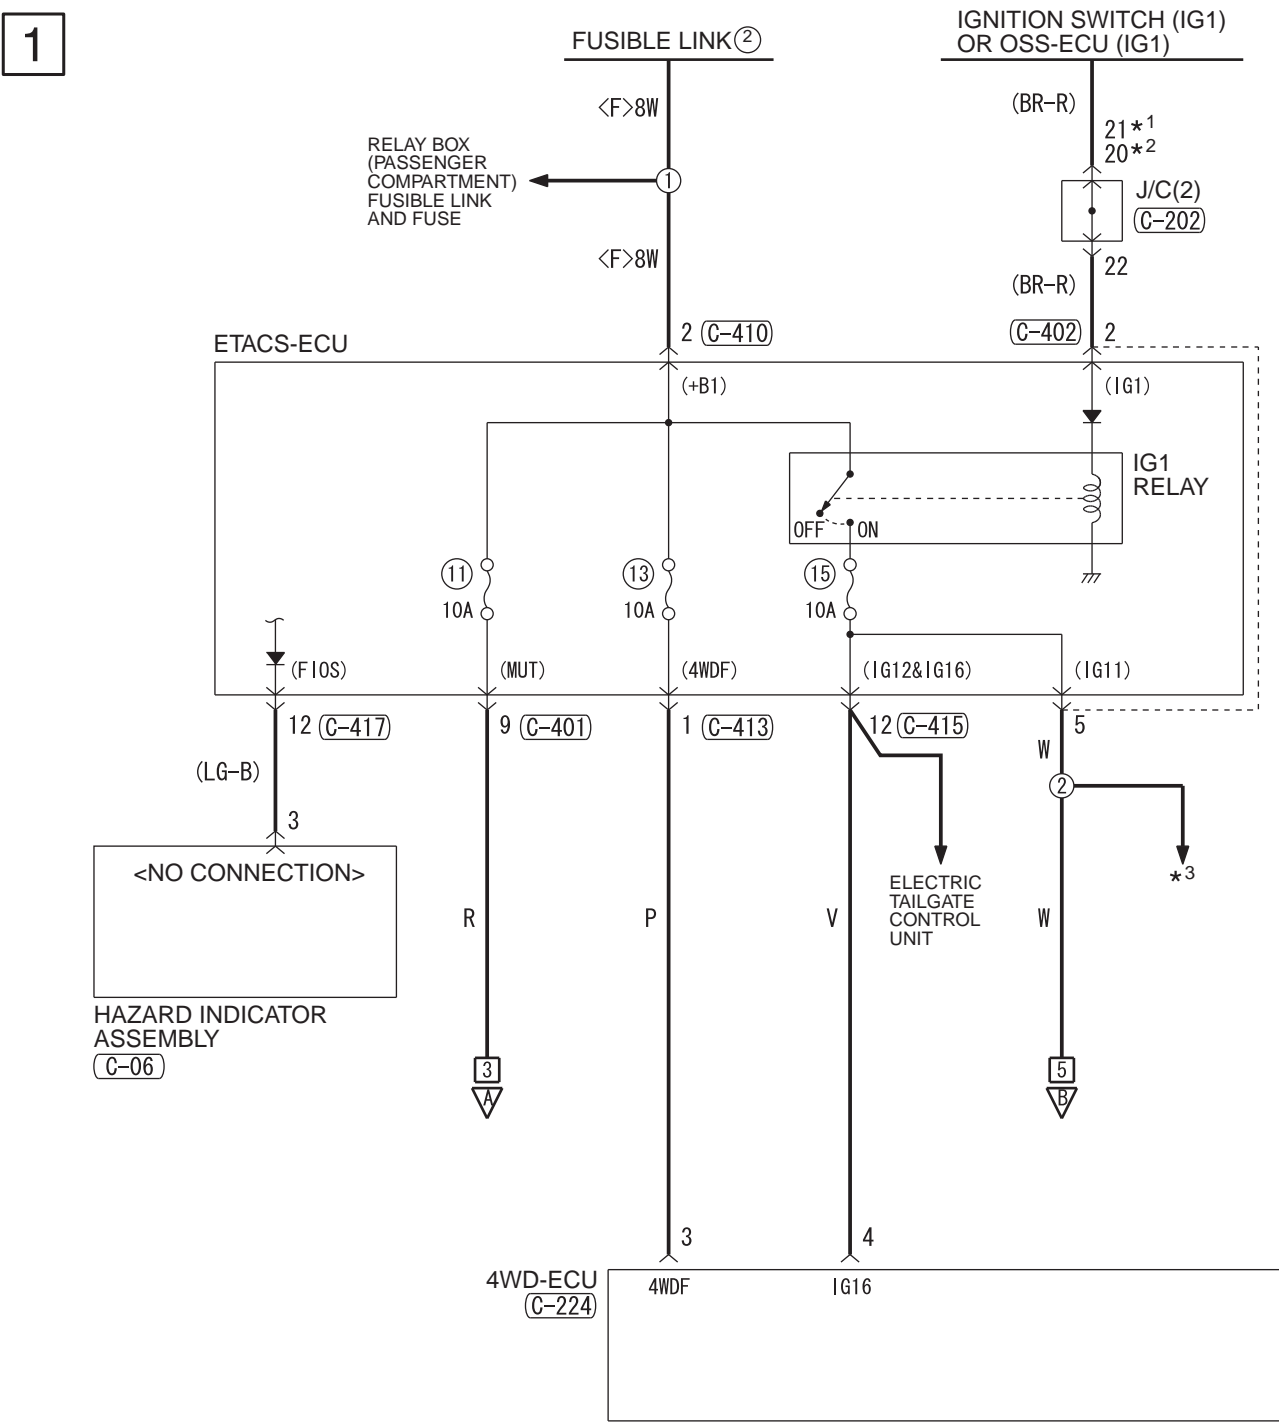 1
FUSIBLE LINK ②
IGNITION SWITCH (IG1)
OR OSS-ECU (IG1)
<F>8W
(BR-R)
21*1
20*2
RELAY BOX
(PASSENGER
COMPARTMENT)
FUSIBLE LINK
AND FUSE
1
J/C(2)
C-202
<F>8W
(BR-R)
22
ETACS-ECU
2 C-410
C-402 2
(+B1)
(IG1)
IG1
RELAY
OFF ON
11
10A
13
10A
15
10A
(FIOS)
(MUT)
(4WDF)
(IG12&IG16)
(IG11)
12 C-417
9 C-401
1 C-413
12 C-415
5
(LG-B)
W
2
3
<NO CONNECTION>
*3
ELECTRIC
TAILGATE
CONTROL
UNIT
R
P
V
W
HAZARD INDICATOR
ASSEMBLY
C-06
3
A
5
B
3
4
4WD-ECU
C-224
4WDF
IG16